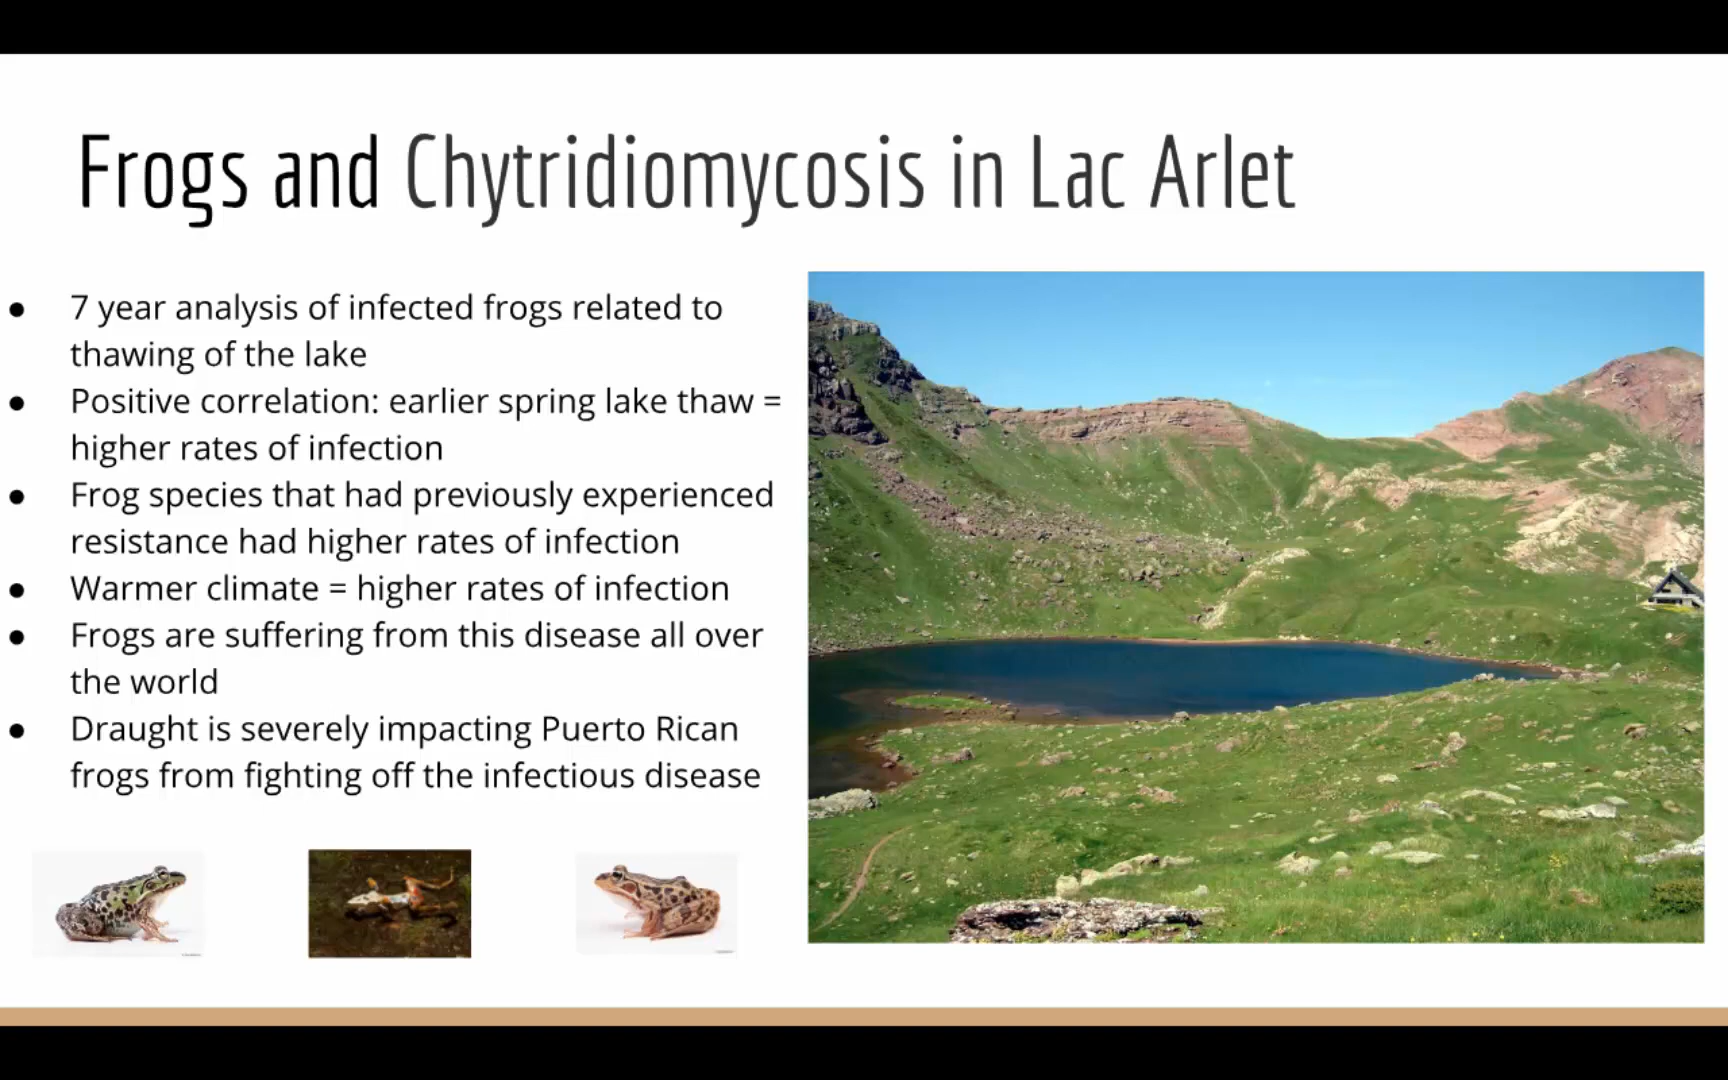 Frogs and Chytridiomycosis in Lac Arlet
● 7 year analysis of infected frogs related to
thawing of the lake
● Positive correlation: earlier spring lake thaw =
higher rates of infection
● Frog species that had previously experienced
resistance had higher rates of infection
● Warmer climate = higher rates of infection
● Frogs are suffering from this disease all over
the world
● Draught is severely impacting Puerto Rican
frogs from fighting off the infectious disease